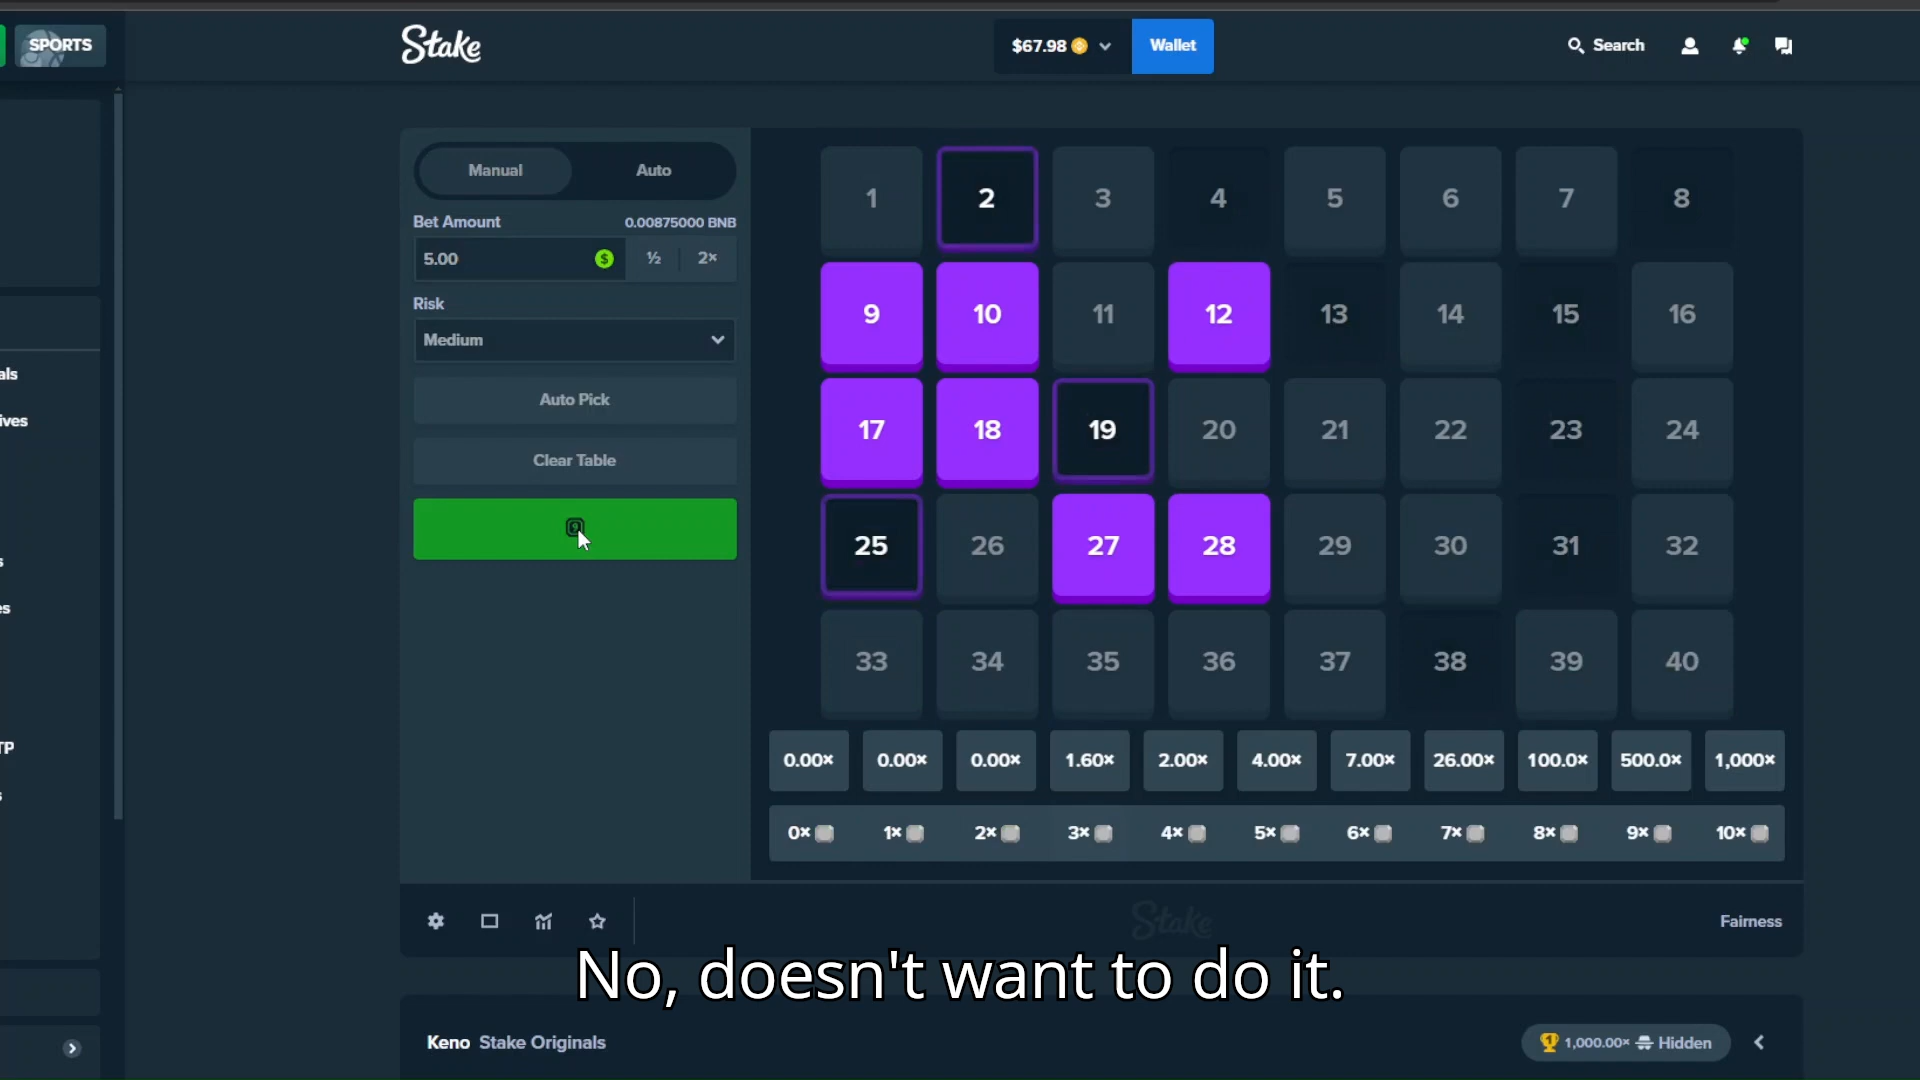 SPORTS
Stake
$67.98
Wallet
Search
Manual
Auto
Bet Amount
0.00875000 BNB
5.00
½
2×
Risk
Medium
Auto Pick
Clear Table
1 2 3 4 5 6 7 8
9 10 11 12 13 14 15 16
17 18 19 20 21 22 23 24
25 26 27 28 29 30 31 32
33 34 35 36 37 38 39 40
0.00× 0.00× 0.00× 1.60× 2.00× 4.00× 7.00× 26.00× 100.0× 500.0× 1,000×
0× 1× 2× 3× 4× 5× 6× 7× 8× 9× 10×
als
ives
s
es
TP
s
Stake
Fairness
No, doesn't want to do it.
Keno Stake Originals
1,000.00× Hidden